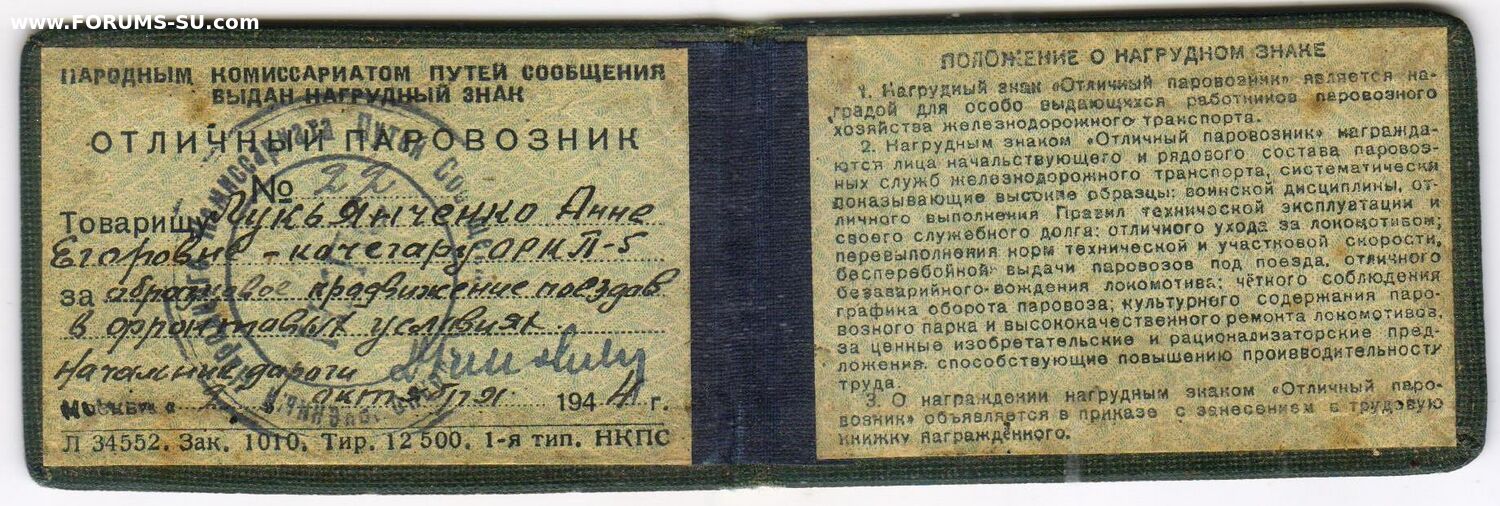 www.FORUMS-SU.com
НАРОДНЫМ КОМИССАРИАТОМ ПУТЕЙ СООБЩЕНИЯ
ВЫДАН НАГРУДНЫЙ ЗНАК
ОТЛИЧНЫЙ ПАРОВОЗНИК
№ 22
Товарищу Лукьянченко Анне
Егоровне - кочегару ОРКП-5
за образцовое продвижение поездов
в фронтовых условиях.
Начальник дороги
Москва « » октября 1944 г.
Л 34552. Зак. 1010. Тир. 12 500. 1-я тип. НКПС
ПОЛОЖЕНИЕ О НАГРУДНОМ ЗНАКЕ
1. Нагрудный знак «Отличный паровозник» является на-
градой для особо выдающихся работников паровозного
хозяйства железнодорожного транспорта.
2. Нагрудным знаком «Отличный паровозник» награжда-
ются лица начальствующего и рядового состава паровоз-
ных служб железнодорожного транспорта, систематически
доказывающие высокие образцы: воинской дисциплины, от-
личного выполнения Правил технической эксплуатации и
своего служебного долга; отличного ухода за локомотивом;
перевыполнения норм технической и участковой скорости,
бесперебойной выдачи паровозов под поезда, отличного
безаварийного вождения локомотива; чёткого соблюдения
графика оборота паровоза; культурного содержания паро-
возного парка и высококачественного ремонта локомотивов,
за ценные изобретательские и рационализаторские пред-
ложения, способствующие повышению производительности
труда.
3. О награждении нагрудным знаком «Отличный паро-
возник» объявляется в приказе с занесением в трудовую
книжку награждённого.